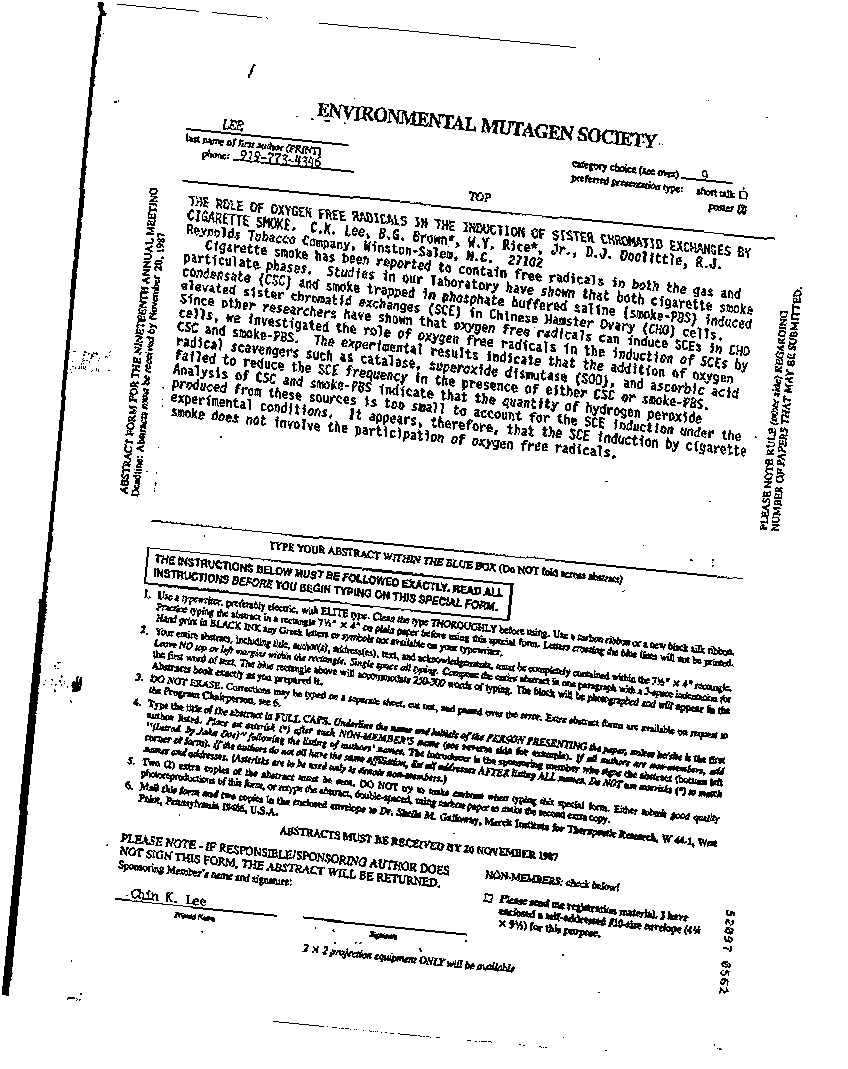 ENVIRONMENTAL MUTAGEN SOCIETY
LEE
last name of first author (PRINT)
phone: 919-773-4346
category choice (see over) 9
preferred presentation type: short talk ☐
poster ☒
TOP
ABSTRACT FORM FOR THE NINETEENTH ANNUAL MEETING
Deadline: Abstracts must be received by November 20, 1987
THE ROLE OF OXYGEN FREE RADICALS IN THE INDUCTION OF SISTER CHROMATID EXCHANGES BY
CIGARETTE SMOKE. C.K. Lee, B.G. Brown*, W.Y. Rice*, Jr., D.J. Doolittle, R.J.
Reynolds Tobacco Company, Winston-Salem, N.C. 27102
Cigarette smoke has been reported to contain free radicals in both the gas and
particulate phases. Studies in our laboratory have shown that both cigarette smoke
condensate (CSC) and smoke trapped in phosphate buffered saline (smoke-PBS) induced
elevated sister chromatid exchanges (SCE) in Chinese Hamster Ovary (CHO) cells.
Since other researchers have shown that oxygen free radicals can induce SCEs in CHO
cells, we investigated the role of oxygen free radicals in the induction of SCEs by
CSC and smoke-PBS. The experimental results indicate that the addition of oxygen
radical scavengers such as catalase, superoxide dismutase (SOD), and ascorbic acid
failed to reduce the SCE frequency in the presence of either CSC or smoke-PBS.
Analysis of CSC and smoke-PBS indicate that the quantity of hydrogen peroxide
produced from these sources is too small to account for the SCE induction under the
experimental conditions. It appears, therefore, that the SCE induction by cigarette
smoke does not involve the participation of oxygen free radicals.
PLEASE NOTE RULE (other side) REGARDING
NUMBER OF PAPERS THAT MAY BE SUBMITTED.
TYPE YOUR ABSTRACT WITHIN THE BLUE BOX (Do NOT fold across abstract)
THE INSTRUCTIONS BELOW MUST BE FOLLOWED EXACTLY. READ ALL
INSTRUCTIONS BEFORE YOU BEGIN TYPING ON THIS SPECIAL FORM.
1. Use a typewriter, preferably electric, with ELITE type. Clean the type THOROUGHLY before using. Use a carbon ribbon or a new black silk ribbon.
Practice typing the abstract in a rectangle 7½" × 4" on plain paper before using this special form. Letters crossing the blue lines will not be printed.
Hand print in BLACK INK any Greek letters or symbols not available on your typewriter.
2. Your entire abstract, including title, author(s), address(es), text, and acknowledgements, must be completely contained within the 7½" × 4" rectangle.
Leave NO top or left margins within the rectangle. Single space all typing. Compose the entire abstract in one paragraph with a 3-space indentation for
the first word of text. The blue rectangle above will accommodate 250-300 words of typing. The block will be photographed and will appear in the
Abstracts book exactly as you prepared it.
3. DO NOT ERASE. Corrections may be typed on a separate sheet, cut out, and pasted over the error. Extra abstract forms are available on request to
the Program Chairperson, see 6.
4. Type the title of the abstract in FULL CAPS. Underline the name and initials of the PERSON PRESENTING the paper, unless he/she is the first
author listed. Place an asterisk (*) after each NON-MEMBER'S name (see reverse side for example). If all authors are non-members, add
"(Introd. By John Doe)" following the listing of authors' names. The introducer is the sponsoring member who signs the abstract (bottom left
corner of form). If the authors do not all have the same affiliation, list all addresses AFTER listing ALL names. Do NOT use asterisks (*) to match
names and addresses. (Asterisks are to be used only to denote non-members.)
5. Two (2) extra copies of the abstract must be sent. DO NOT try to make carbons when typing this special form. Either submit good quality
photoreproductions of this form, or retype the abstract, double-spaced, using carbon paper to make the second extra copy.
6. Mail this form and two copies in the enclosed envelope to Dr. Sheila M. Galloway, Merck Institute for Therapeutic Research, W 44-1, West
Point, Pennsylvania 19486, U.S.A.
ABSTRACTS MUST BE RECEIVED BY 20 NOVEMBER 1987
PLEASE NOTE - IF RESPONSIBLE/SPONSORING AUTHOR DOES
NOT SIGN THIS FORM, THE ABSTRACT WILL BE RETURNED.
Sponsoring Member's name and signature:
Chin K. Lee
Printed Name
Signature
NON-MEMBERS: check below!
☐ Please send me registration material. I have
enclosed a self-addressed #10-size envelope (4¼
× 9½) for this purpose.
2 × 2 projection equipment ONLY will be available
52097 0562